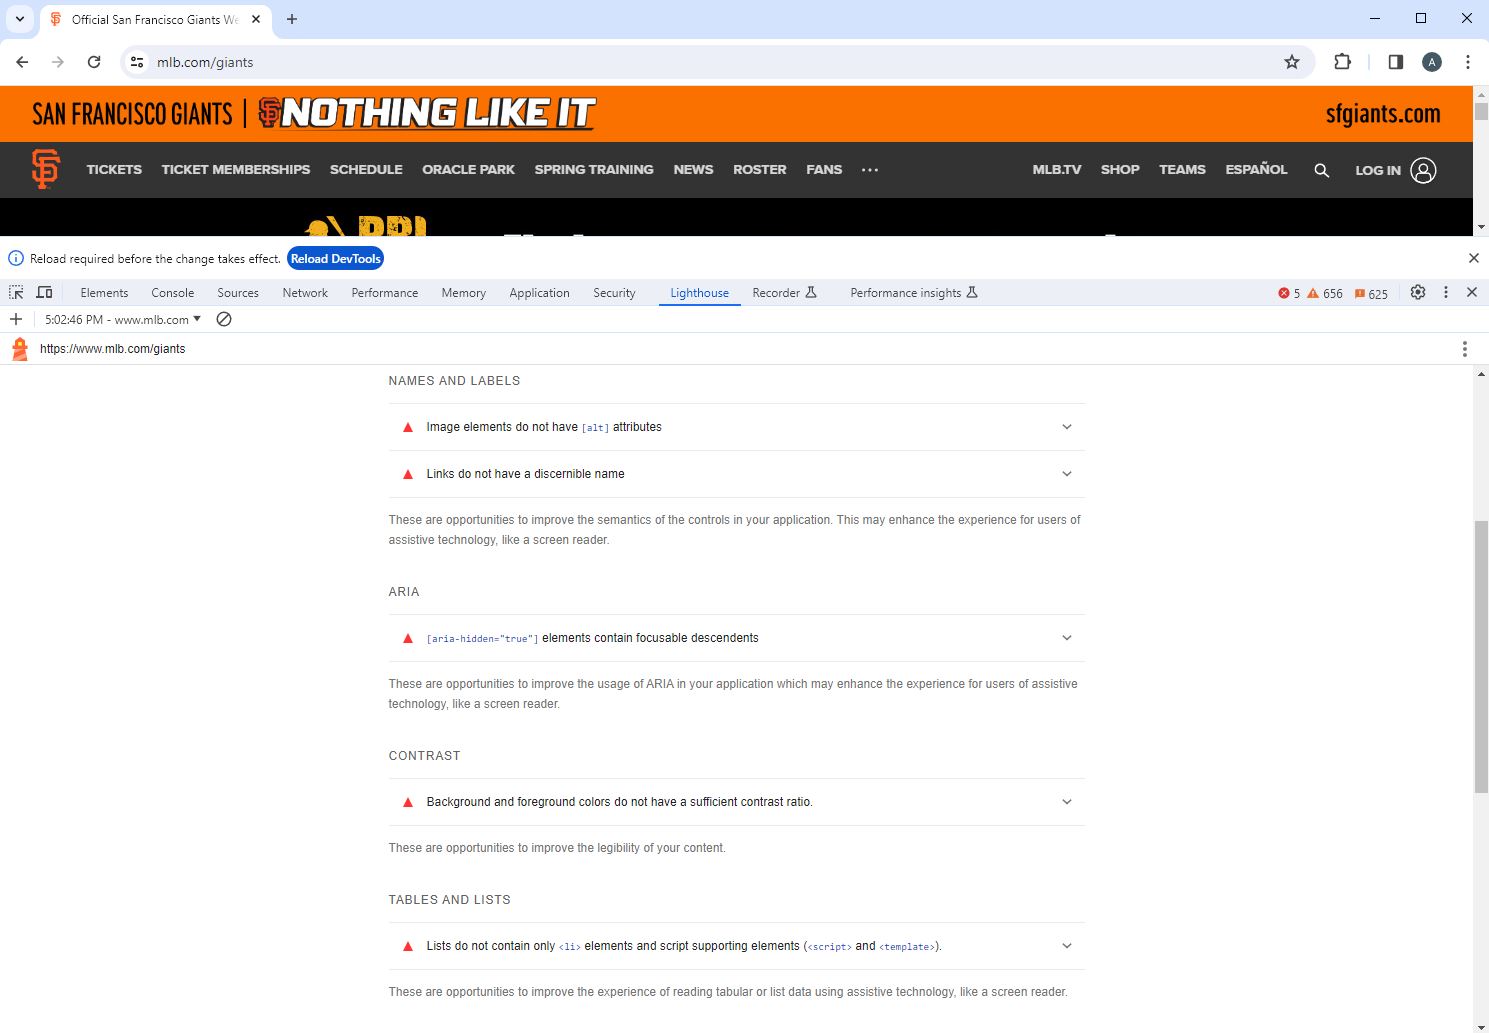 Official San Francisco Giants We
mlb.com/giants
A
SAN FRANCISCO GIANTS | SF NOTHING LIKE IT
sfgiants.com
TICKETS TICKET MEMBERSHIPS SCHEDULE ORACLE PARK SPRING TRAINING NEWS ROSTER FANS ... MLB.TV SHOP TEAMS ESPAÑOL LOG IN
Reload required before the change takes effect. Reload DevTools
Elements Console Sources Network Performance Memory Application Security Lighthouse Recorder Performance insights 5 656 625
5:02:46 PM - www.mlb.com
https://www.mlb.com/giants
NAMES AND LABELS
Image elements do not have [alt] attributes
Links do not have a discernible name
These are opportunities to improve the semantics of the controls in your application. This may enhance the experience for users of
assistive technology, like a screen reader.
ARIA
[aria-hidden="true"] elements contain focusable descendents
These are opportunities to improve the usage of ARIA in your application which may enhance the experience for users of assistive
technology, like a screen reader.
CONTRAST
Background and foreground colors do not have a sufficient contrast ratio.
These are opportunities to improve the legibility of your content.
TABLES AND LISTS
Lists do not contain only <li> elements and script supporting elements (<script> and <template>).
These are opportunities to improve the experience of reading tabular or list data using assistive technology, like a screen reader.